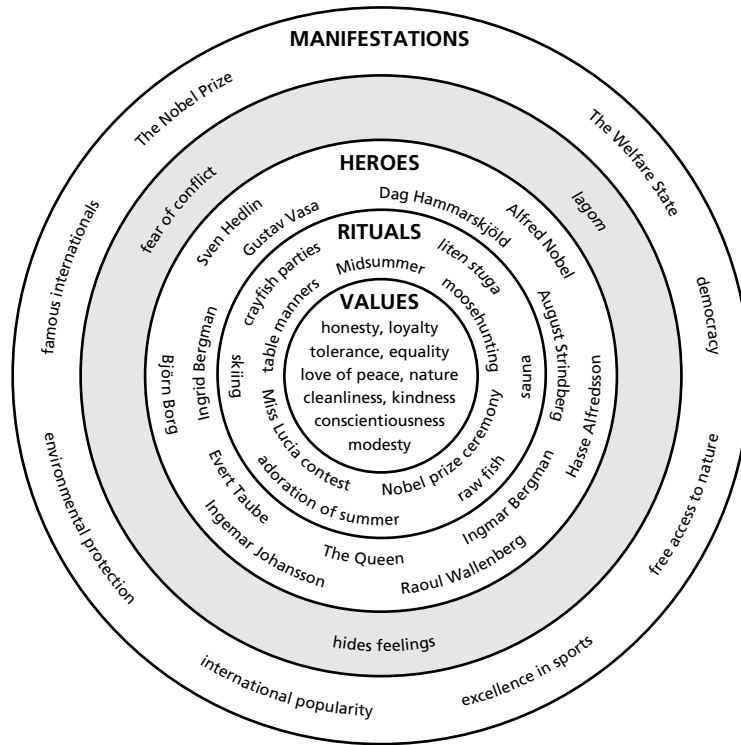 MANIFESTATIONS
The Nobel Prize
The Welfare State
famous internationals
democracy
environmental protection
free access to nature
international popularity
excellence in sports
fear of conflict
lagom
hides feelings
HEROES
Sven Hedlin
Gustav Vasa
Dag Hammarskjöld
Alfred Nobel
August Strindberg
Hasse Alfredsson
Ingrid Bergman
Björn Borg
Evert Taube
Ingemar Johansson
The Queen
Raoul Wallenberg
Ingmar Bergman
RITUALS
crayfish parties
table manners
Midsummer
liten stuga
moosehunting
sauna
skiing
Miss Lucia contest
adoration of summer
Nobel prize ceremony
raw fish
VALUES
honesty, loyalty
tolerance, equality
love of peace, nature
cleanliness, kindness
conscientiousness
modesty